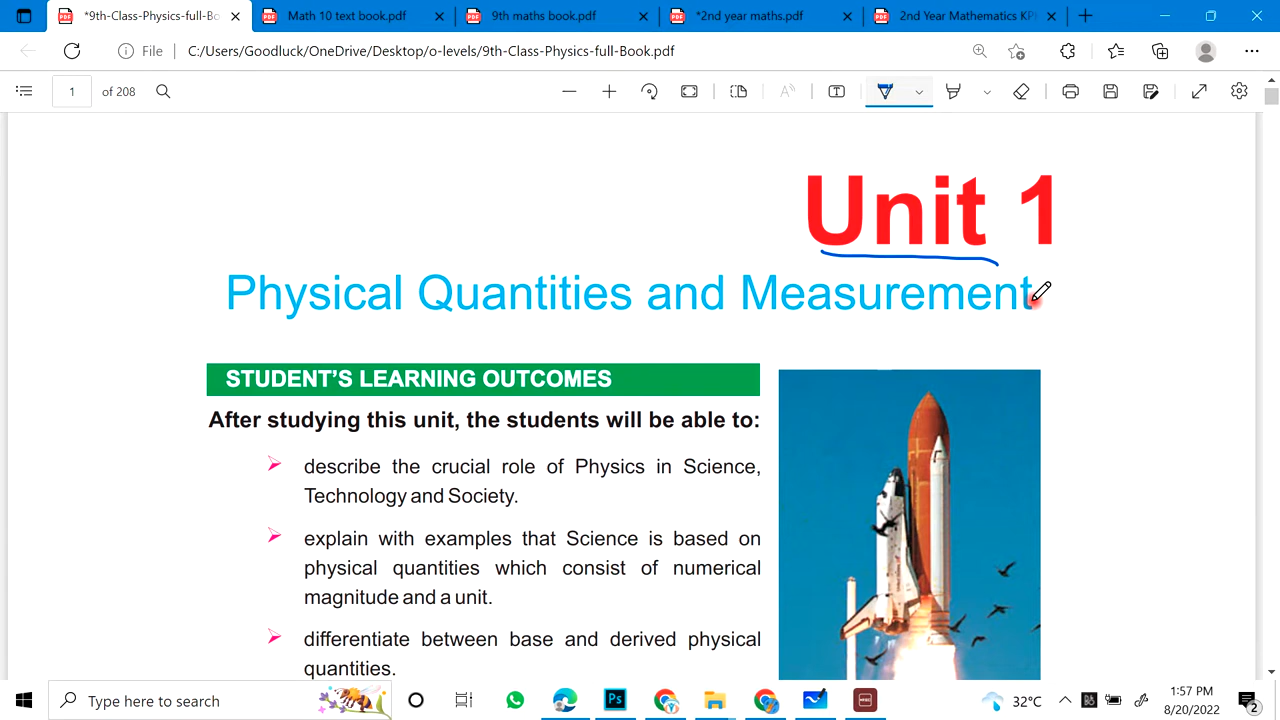 *9th-Class-Physics-full-Bo
Math 10 text book.pdf
9th maths book.pdf
*2nd year maths.pdf
2nd Year Mathematics KP
File
C:/Users/Goodluck/OneDrive/Desktop/o-levels/9th-Class-Physics-full-Book.pdf
1 of 208
Unit 1
Physical Quantities and Measurement
STUDENT'S LEARNING OUTCOMES
After studying this unit, the students will be able to:
describe the crucial role of Physics in Science,
Technology and Society.
explain with examples that Science is based on
physical quantities which consist of numerical
magnitude and a unit.
differentiate between base and derived physical
quantities.
Type here to search
32°C
1:57 PM
8/20/2022
2